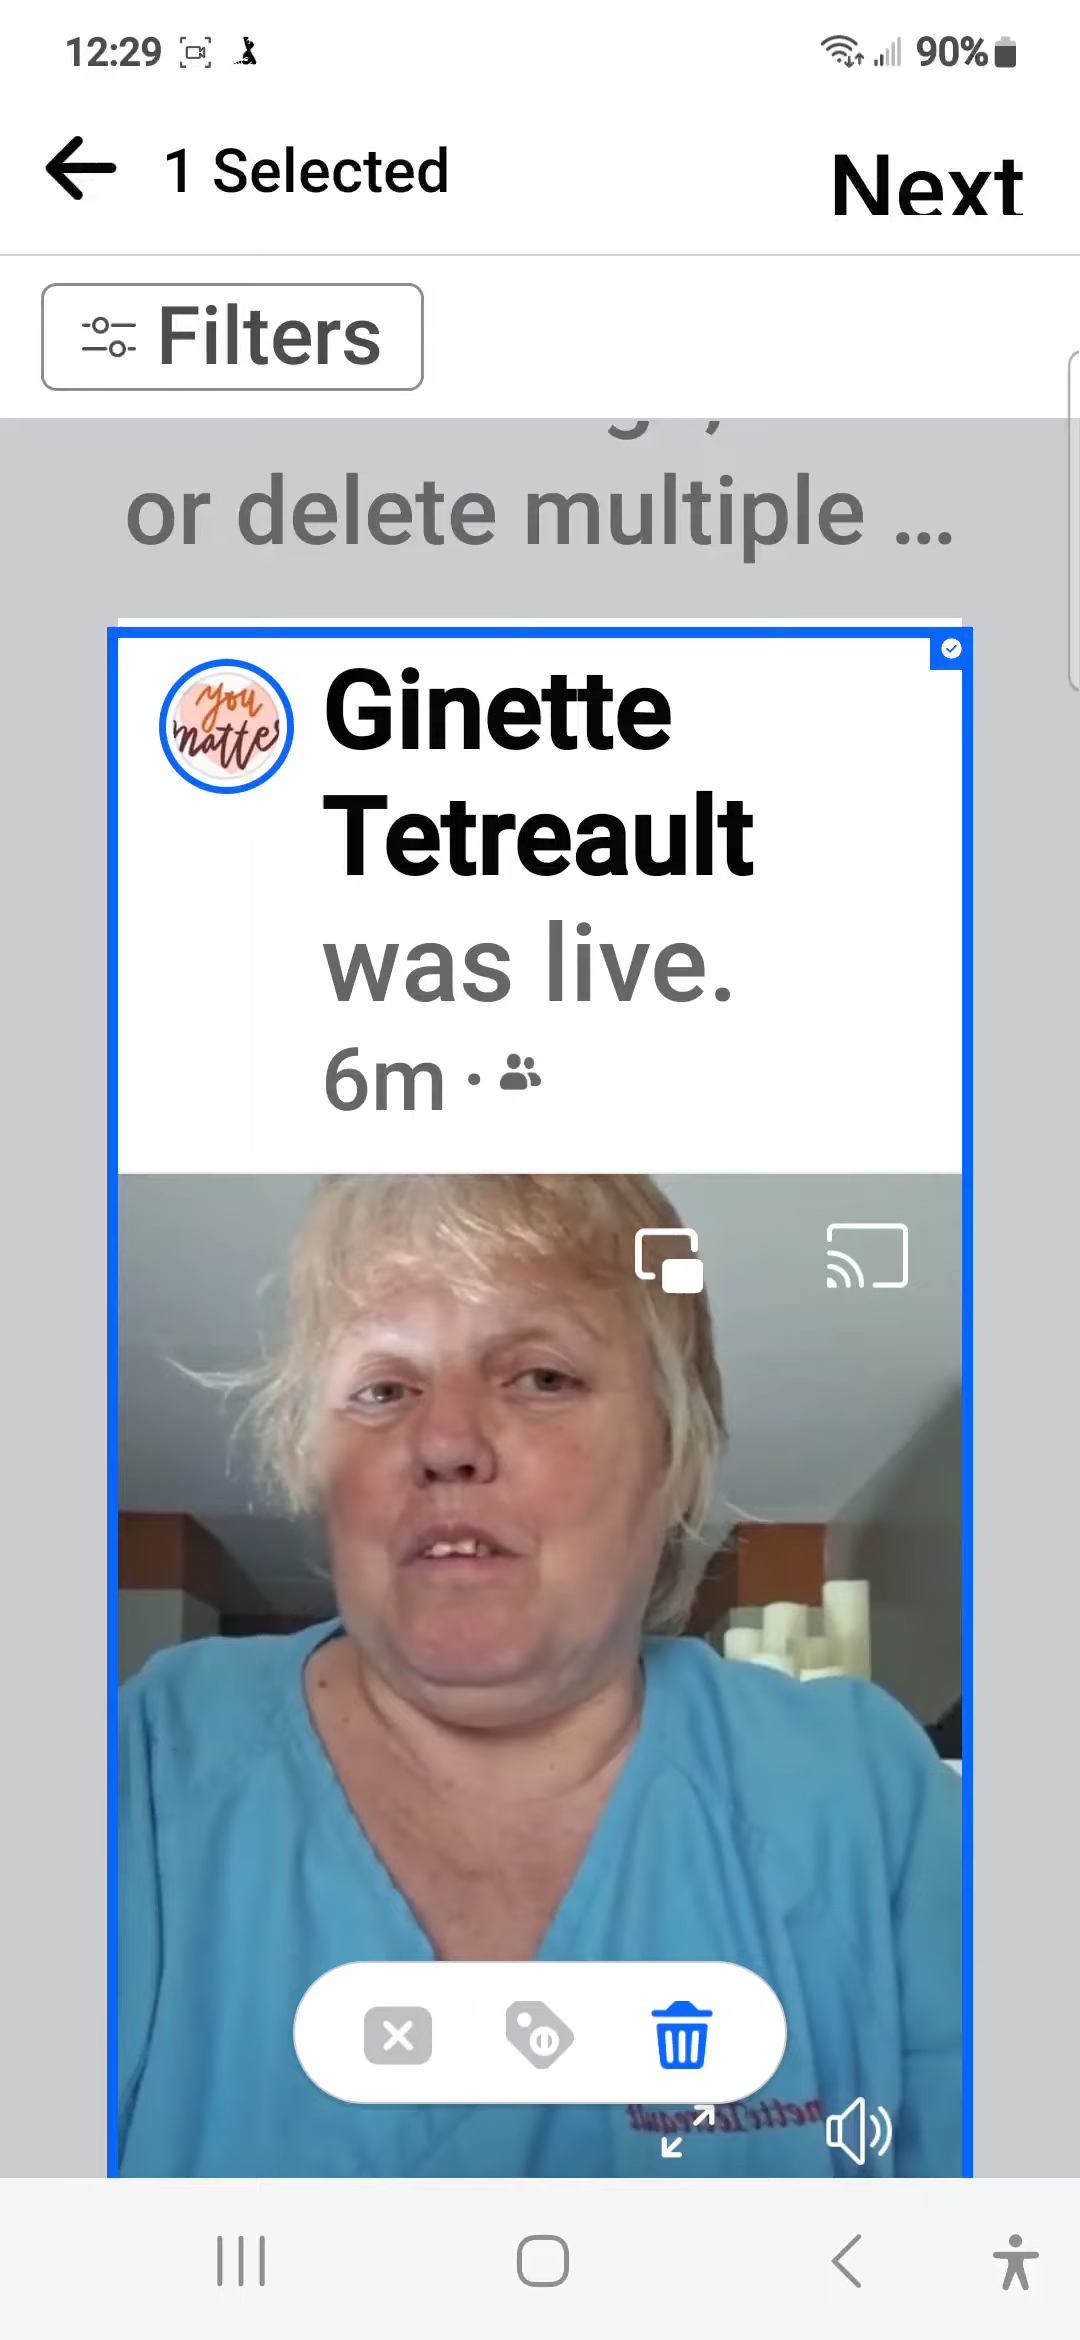 12:29
90%
1 Selected
Next
Filters
or delete multiple ...
you
matter
Ginette
Tetreault
was live.
6m ·